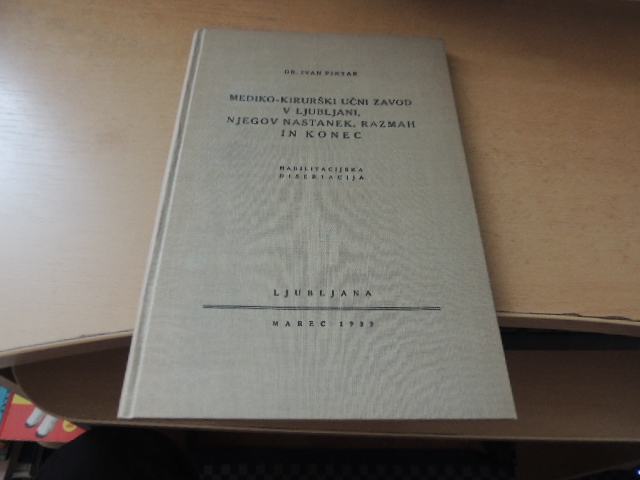 DR. IVAN PINTAR
MEDIKO-KIRURŠKI UČNI ZAVOD
V LJUBLJANI,
NJEGOV NASTANEK, RAZMAH
IN KONEC
HABILITACIJSKA
DISERTACIJA
LJUBLJANA
MAREC 1939